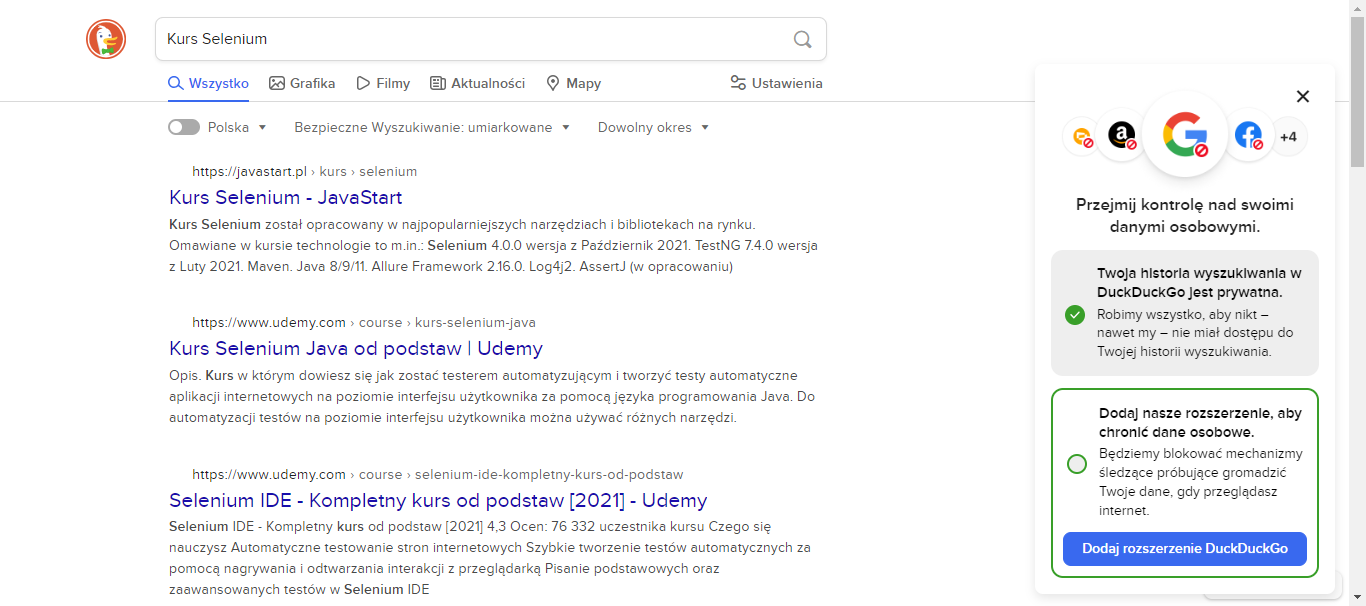 Kurs Selenium
Wszystko Grafika Filmy Aktualności Mapy Ustawienia
Polska Bezpieczne Wyszukiwanie: umiarkowane Dowolny okres
https://javastart.pl › kurs › selenium
Kurs Selenium - JavaStart
Kurs Selenium został opracowany w najpopularniejszych narzędziach i bibliotekach na rynku.
Omawiane w kursie technologie to m.in.: Selenium 4.0.0 wersja z Październik 2021. TestNG 7.4.0 wersja
z Luty 2021. Maven. Java 8/9/11. Allure Framework 2.16.0. Log4j2. AssertJ (w opracowaniu)
https://www.udemy.com › course › kurs-selenium-java
Kurs Selenium Java od podstaw | Udemy
Opis. Kurs w którym dowiesz się jak zostać testerem automatyzującym i tworzyć testy automatyczne
aplikacji internetowych na poziomie interfejsu użytkownika za pomocą języka programowania Java. Do
automatyzacji testów na poziomie interfejsu użytkownika można używać różnych narzędzi.
https://www.udemy.com › course › selenium-ide-kompletny-kurs-od-podstaw
Selenium IDE - Kompletny kurs od podstaw [2021] - Udemy
Selenium IDE - Kompletny kurs od podstaw [2021] 4,3 Ocen: 76 332 uczestnika kursu Czego się
nauczysz Automatyczne testowanie stron internetowych Szybkie tworzenie testów automatycznych za
pomocą nagrywania i odtwarzania interakcji z przeglądarką Pisanie podstawowych oraz
zaawansowanych testów w Selenium IDE
+4
Przejmij kontrolę nad swoimi
danymi osobowymi.
Twoja historia wyszukiwania w
DuckDuckGo jest prywatna.
Robimy wszystko, aby nikt –
nawet my – nie miał dostępu do
Twojej historii wyszukiwania.
Dodaj nasze rozszerzenie, aby
chronić dane osobowe.
Będziemy blokować mechanizmy
śledzące próbujące gromadzić
Twoje dane, gdy przeglądasz
internet.
Dodaj rozszerzenie DuckDuckGo